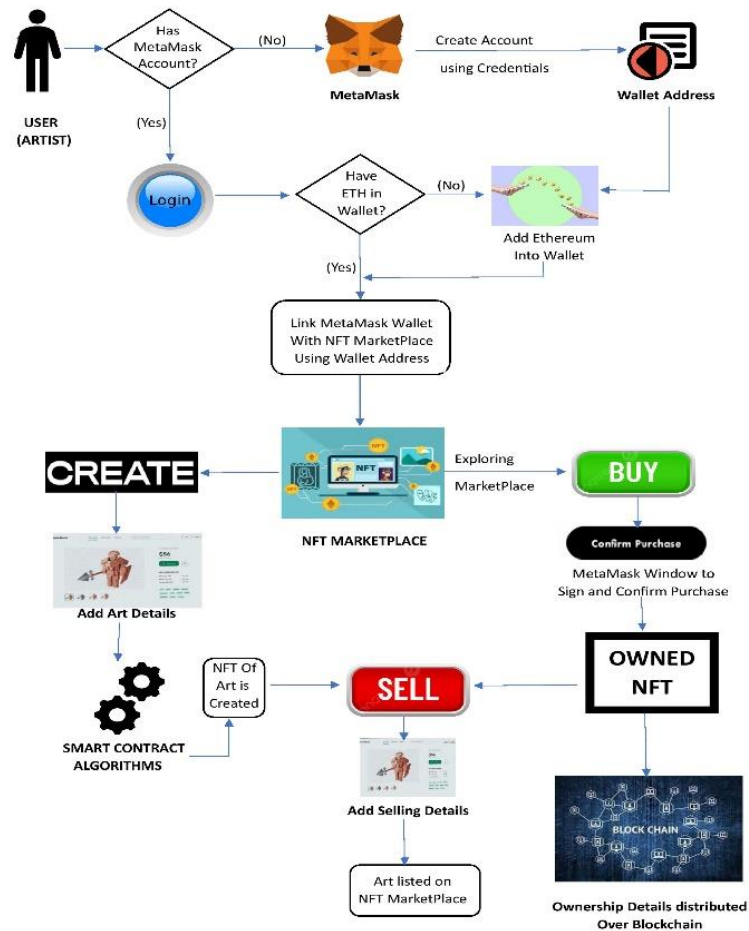 Has
MetaMask
Account?
(No)
Create Account
using Credentials
MetaMask
Wallet Address
USER
(ARTIST)
(Yes)
Login
Have
ETH in
Wallet?
(No)
Add Ethereum
Into Wallet
(Yes)
Link MetaMask Wallet
With NFT MarketPlace
Using Wallet Address
CREATE
NFT
NFT
Exploring
MarketPlace
BUY
NFT MARKETPLACE
Confirm Purchase
MetaMask Window to
Sign and Confirm Purchase
Add Art Details
OWNED
NFT
NFT Of
Art is
Created
SELL
SMART CONTRACT
ALGORITHMS
Add Selling Details
BLOCK CHAIN
Art listed on
NFT MarketPlace
Ownership Details distributed
Over Blockchain